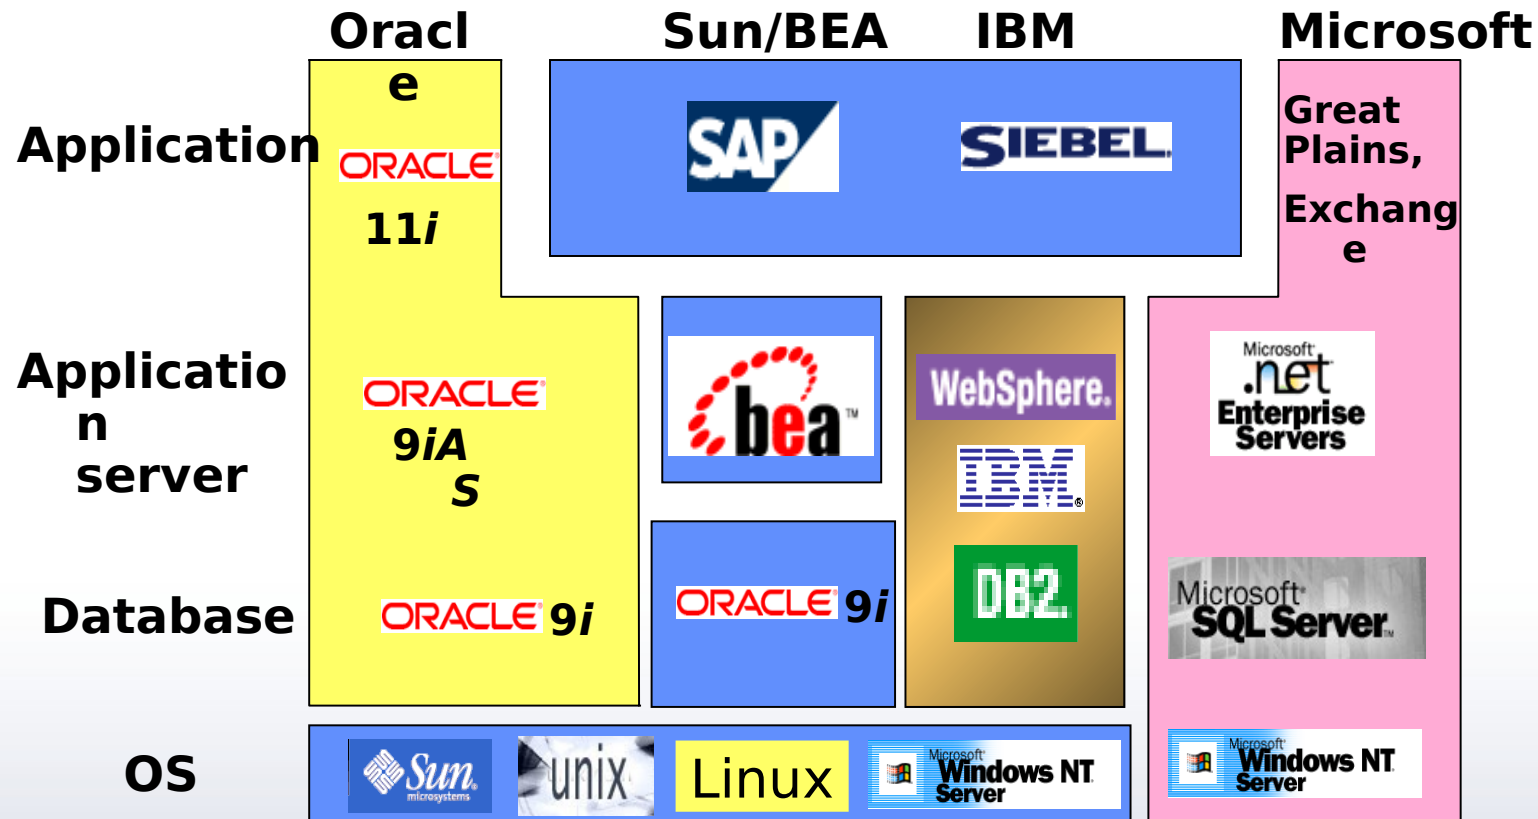 Oracl
e
Sun/BEA
IBM
Microsoft
Application
ORACLE®
11i
SAP
SIEBEL.
Great
Plains,
Exchang
e
Applicatio
n
server
ORACLE®
9iA
S
bea™
WebSphere.
IBM®
Microsoft®
.net
Enterprise
Servers
Database
ORACLE® 9i
ORACLE® 9i
DB2.
Microsoft®
SQL Server™
OS
Sun.
microsystems
unix
Linux
Microsoft®
Windows NT
Server
Microsoft®
Windows NT
Server